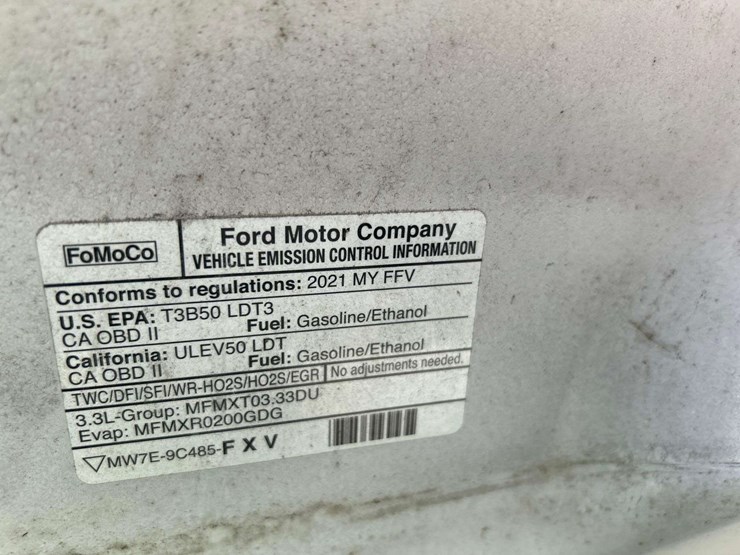 FoMoCo
Ford Motor Company
VEHICLE EMISSION CONTROL INFORMATION
Conforms to regulations: 2021 MY FFV
U.S. EPA: T3B50 LDT3
CA OBD II Fuel: Gasoline/Ethanol
California: ULEV50 LDT
CA OBD II Fuel: Gasoline/Ethanol
TWC/DFI/SFI/WR-HO2S/HO2S/EGR No adjustments needed.
3.3L-Group: MFMXT03.33DU
Evap: MFMXR0200GDG
MW7E-9C485-F X V